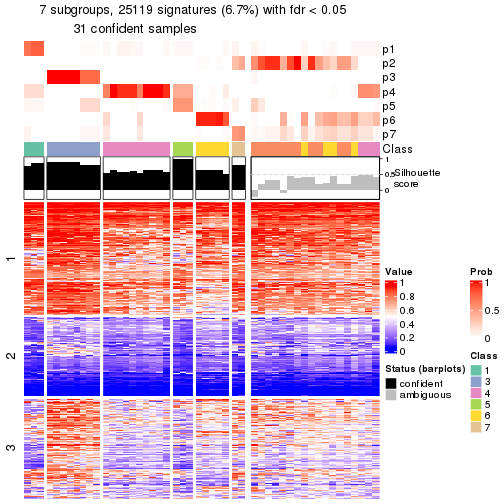 7 subgroups, 25119 signatures (6.7%) with fdr < 0.05
31 confident samples
p1
p2
p3
p4
p5
p6
p7
Class
1
0.5
0
Silhouette
score
1
2
3
Value
1
0.8
0.6
0.4
0.2
0
Prob
1
0.5
0
Status (barplots)
confident
ambiguous
Class
1
3
4
5
6
7